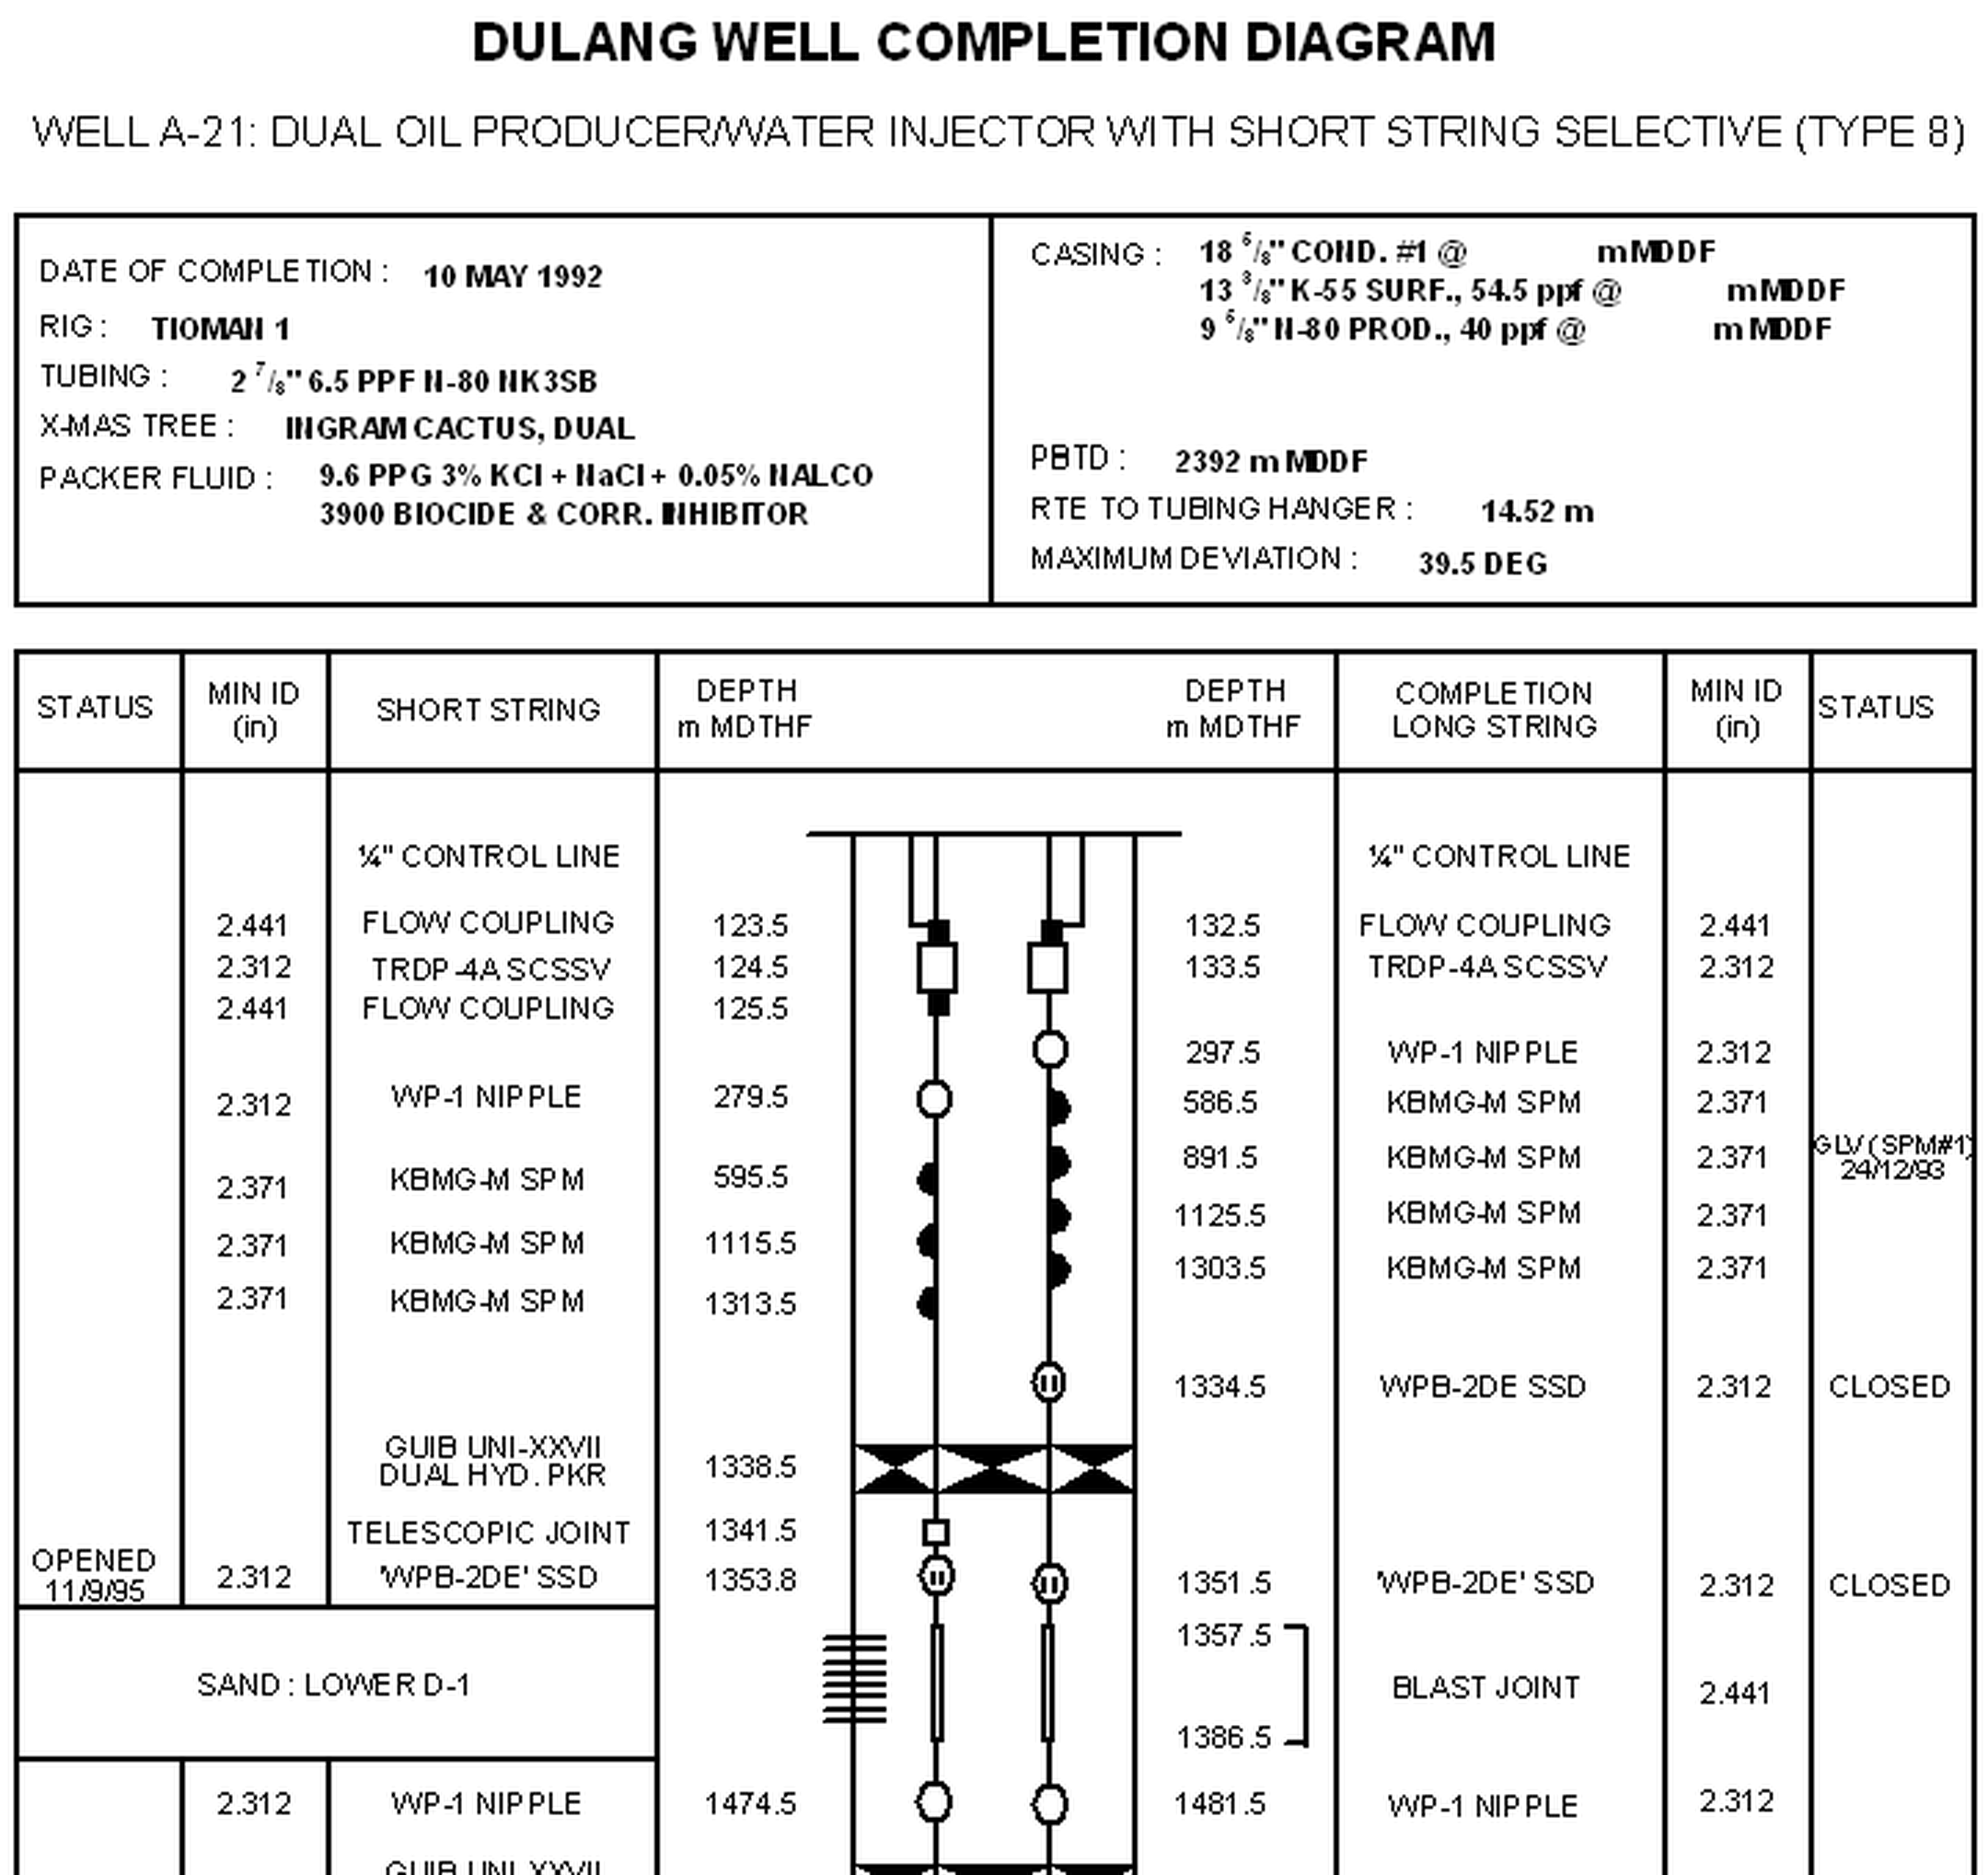 DULANG WELL COMPLETION DIAGRAM
WELL A-21: DUAL OIL PRODUCER/WATER INJECTOR WITH SHORT STRING SELECTIVE (TYPE 8)
DATE OF COMPLETION : 10 MAY 1992
RIG : TIOMAN 1
TUBING : 2 7/8" 6.5 PPF N-80 NK3SB
X-MAS TREE : INGRAM CACTUS, DUAL
PACKER FLUID : 9.6 PPG 3% KCl + NaCl + 0.05% NALCO
3900 BIOCIDE & CORR. INHIBITOR
CASING : 18 5/8" COND. #1 @ m MDDF
13 3/8" K-55 SURF., 54.5 ppf @ m MDDF
9 5/8" N-80 PROD., 40 ppf @ m MDDF
PBTD : 2392 m MDDF
RTE TO TUBING HANGER : 14.52 m
MAXIMUM DEVIATION : 39.5 DEG
STATUS MIN ID (in) SHORT STRING DEPTH m MDTHF DEPTH m MDTHF COMPLETION LONG STRING MIN ID (in) STATUS
¼" CONTROL LINE ¼" CONTROL LINE
2.441 FLOW COUPLING 123.5 132.5 FLOW COUPLING 2.441
2.312 TRDP-4A SCSSV 124.5 133.5 TRDP-4A SCSSV 2.312
2.441 FLOW COUPLING 125.5
297.5 WP-1 NIPPLE 2.312
2.312 WP-1 NIPPLE 279.5 586.5 KBMG-M SPM 2.371
891.5 KBMG-M SPM 2.371 GLV (SPM#1) 24/12/93
2.371 KBMG-M SPM 595.5
1125.5 KBMG-M SPM 2.371
2.371 KBMG-M SPM 1115.5
1303.5 KBMG-M SPM 2.371
2.371 KBMG-M SPM 1313.5
1334.5 WPB-2DE SSD 2.312 CLOSED
GUIB UNI-XXVII
DUAL HYD. PKR 1338.5
TELESCOPIC JOINT 1341.5
OPENED 11/9/95 2.312 'WPB-2DE' SSD 1353.8 1351.5 'WPB-2DE' SSD 2.312 CLOSED
1357.5
SAND : LOWER D-1 BLAST JOINT 2.441
1386.5
2.312 WP-1 NIPPLE 1474.5 1481.5 WP-1 NIPPLE 2.312
GUIB UNI-XXVII